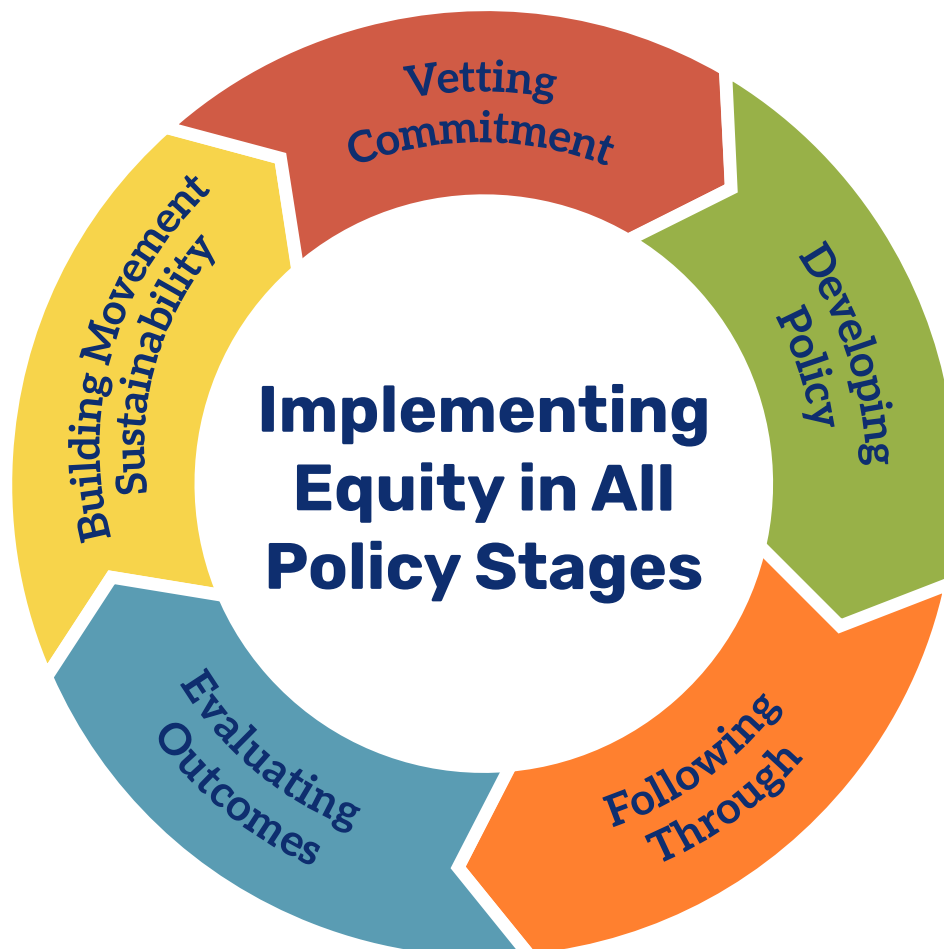 Vetting
Commitment
Developing
Policy
Following
Through
Evaluating
Outcomes
Building Movement
Sustainability
Implementing
Equity in All
Policy Stages